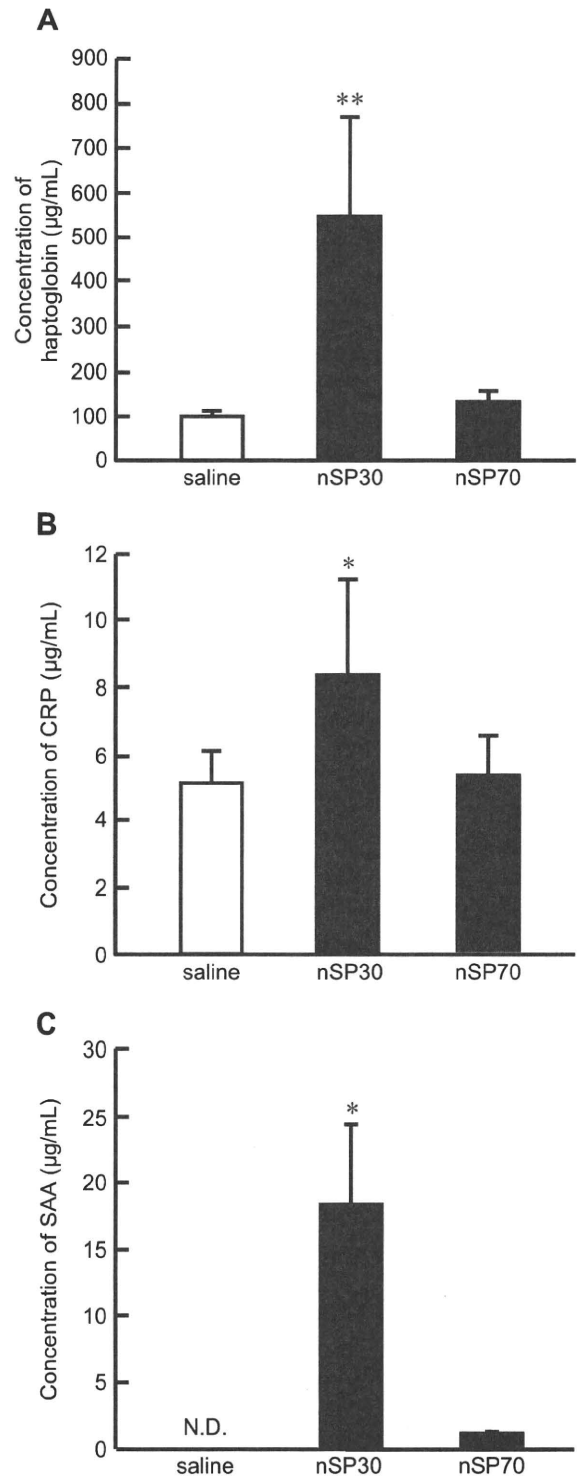 A
Concentration of
haptoglobin (µg/mL)
900
800
700
600
500
400
300
200
100
0
**
saline nSP30 nSP70
B
Concentration of CRP (µg/mL)
12
10
8
6
4
2
0
*
saline nSP30 nSP70
C
Concentration of SAA (µg/mL)
30
25
20
15
10
5
0
*
N.D.
saline nSP30 nSP70